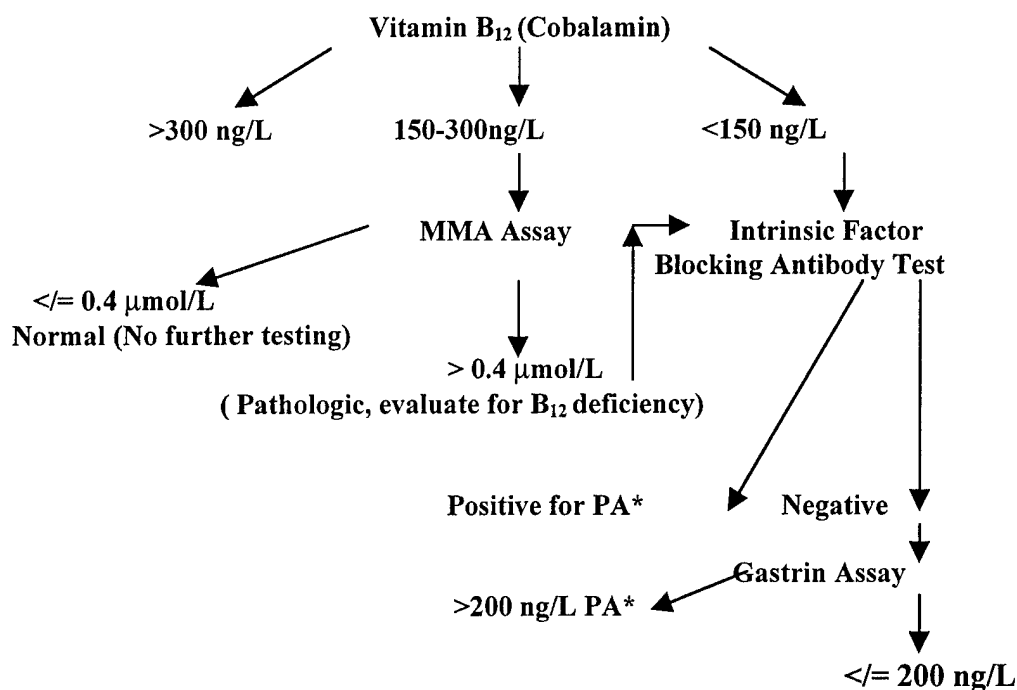 Vitamin B₁₂ (Cobalamin)
>300 ng/L 150-300ng/L <150 ng/L
MMA Assay Intrinsic Factor
Blocking Antibody Test
</= 0.4 μmol/L
Normal (No further testing)
> 0.4 μmol/L
( Pathologic, evaluate for B₁₂ deficiency)
Positive for PA* Negative
Gastrin Assay
>200 ng/L PA*
</= 200 ng/L